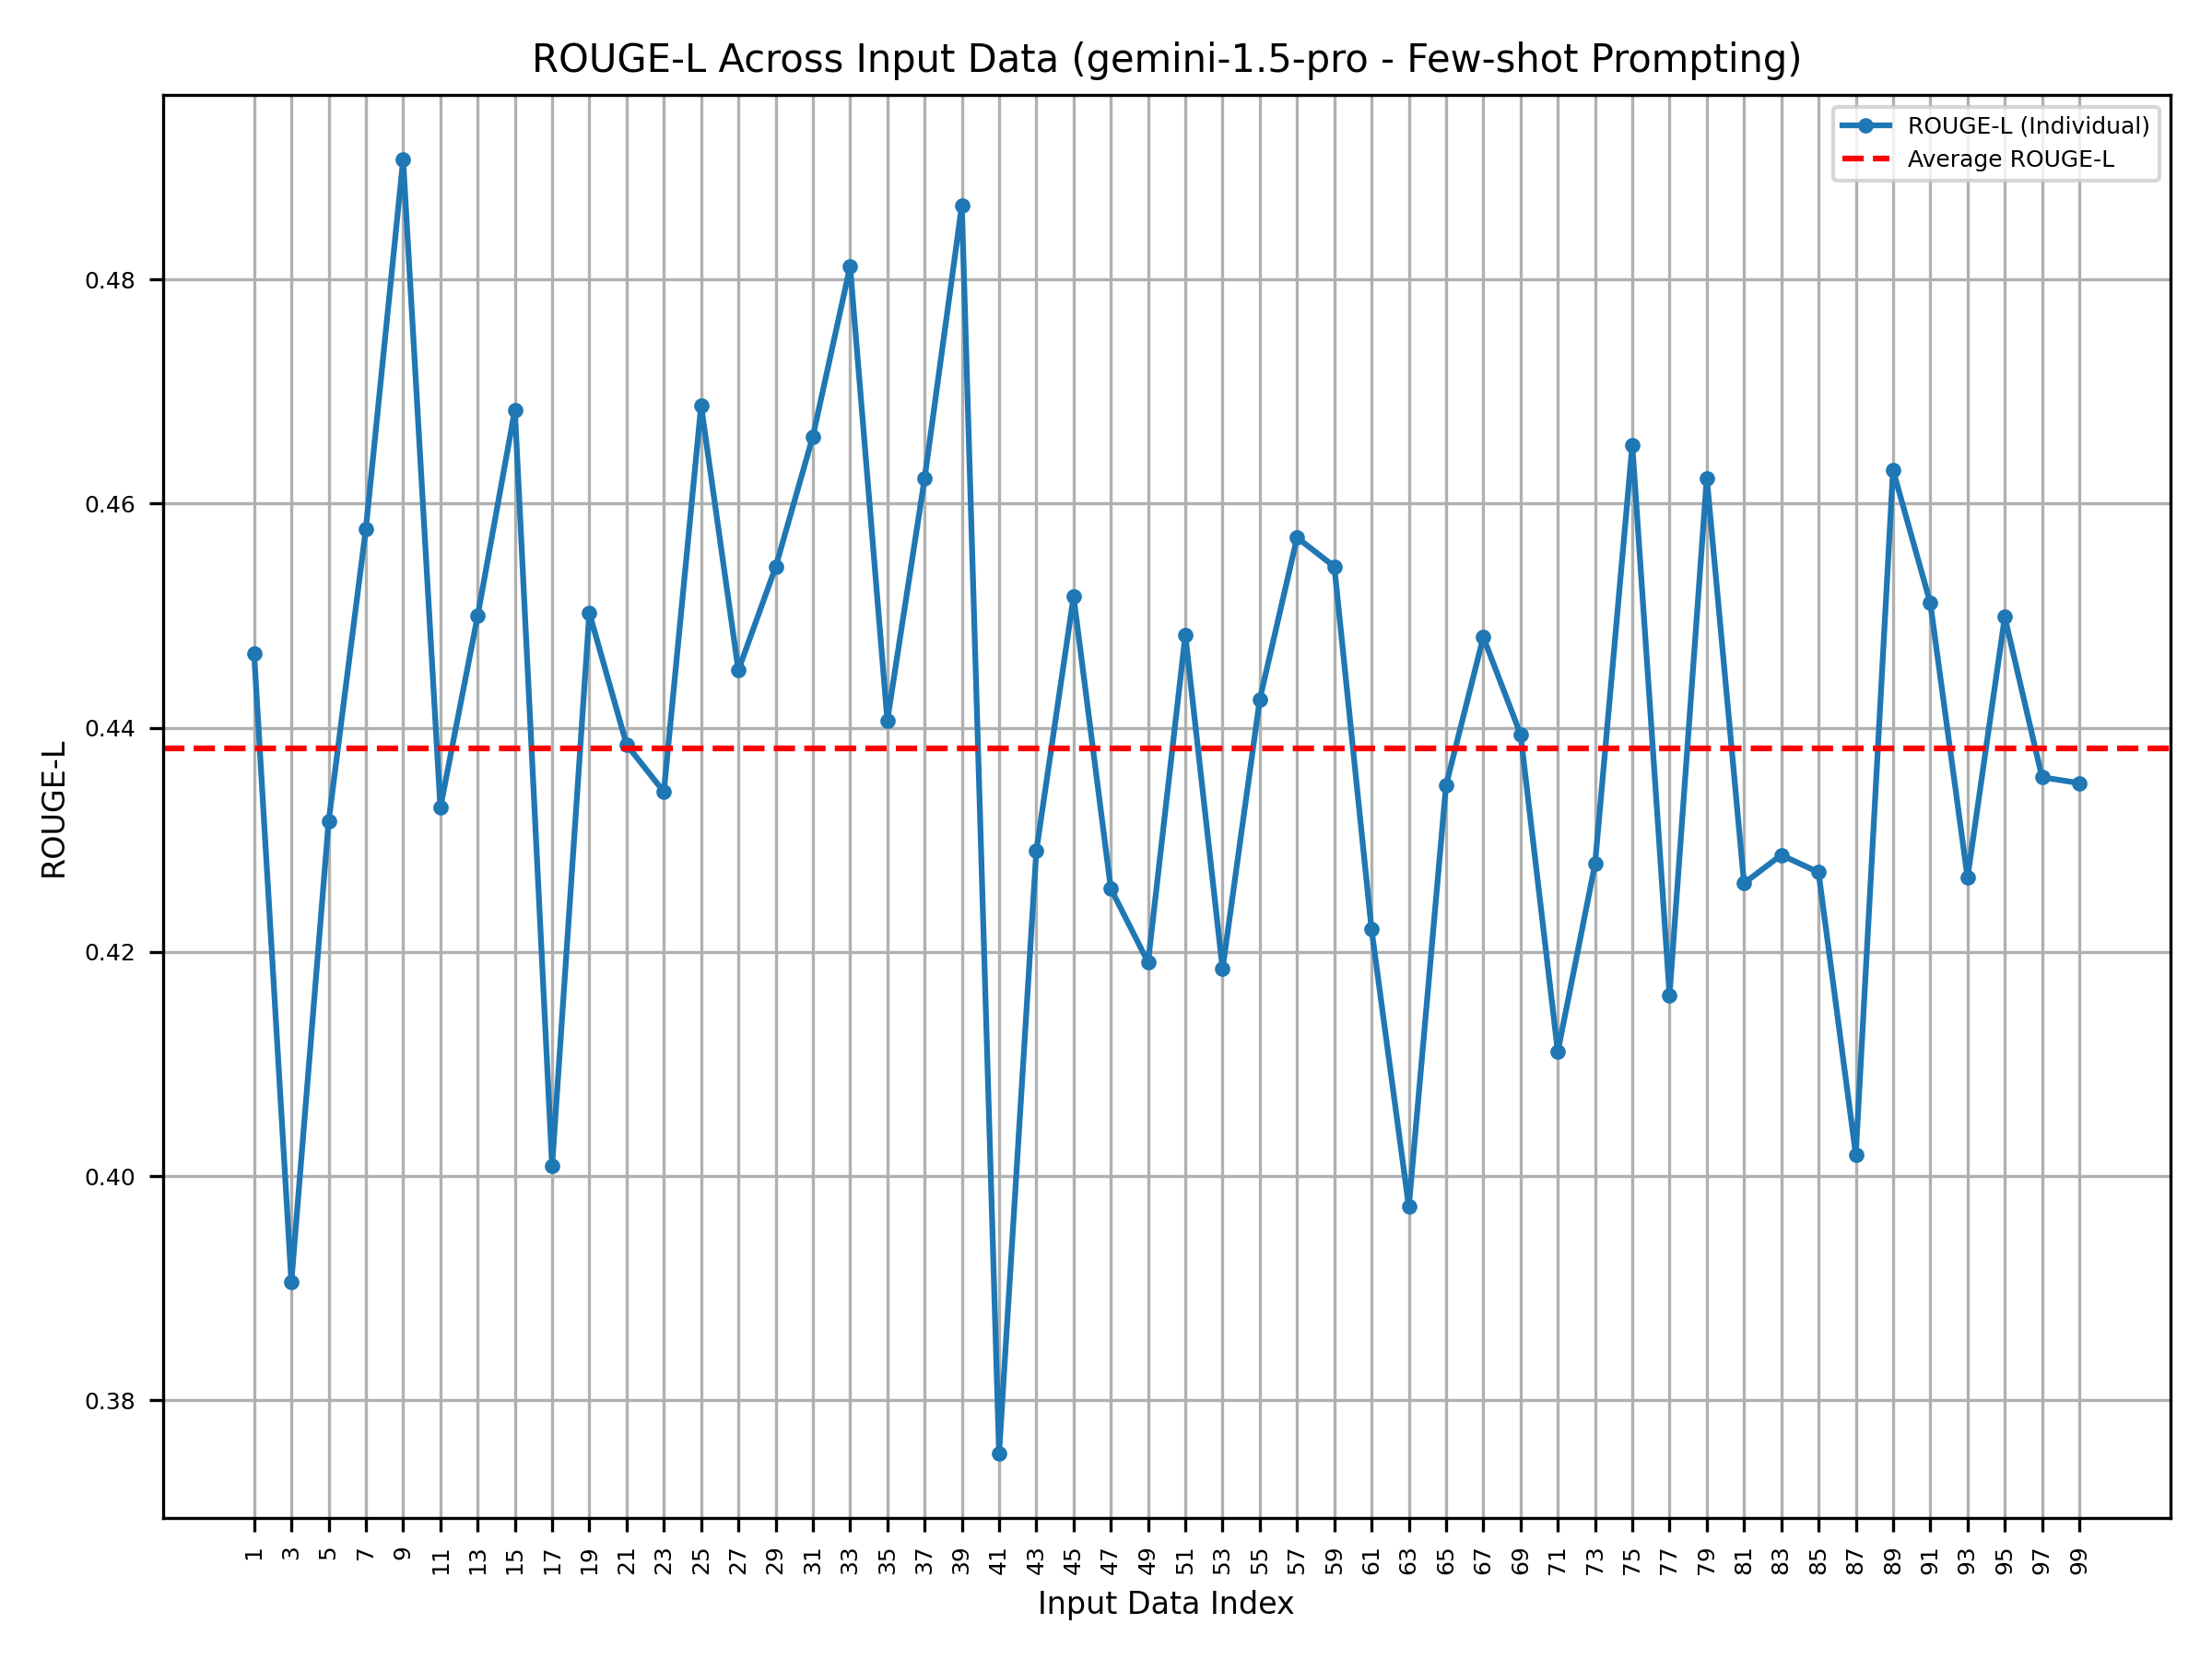 ROUGE-L Across Input Data (gemini-1.5-pro - Few-shot Prompting)
ROUGE-L (Individual)
Average ROUGE-L
0.48
0.46
0.44
0.42
0.40
0.38
ROUGE-L
1 3 5 7 9 11 13 15 17 19 21 23 25 27 29 31 33 35 37 39 41 43 45 47 49 51 53 55 57 59 61 63 65 67 69 71 73 75 77 79 81 83 85 87 89 91 93 95 97 99
Input Data Index